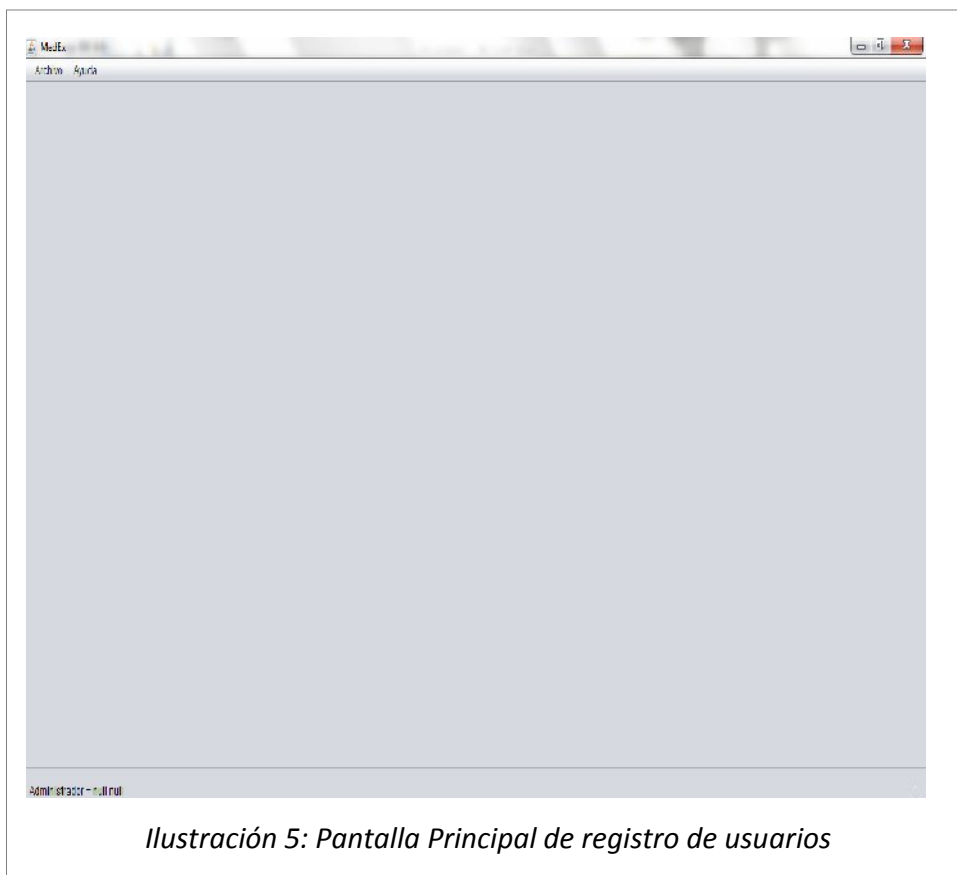 MedEx
Archivo Ayuda
Administrador - null null
Ilustración 5: Pantalla Principal de registro de usuarios